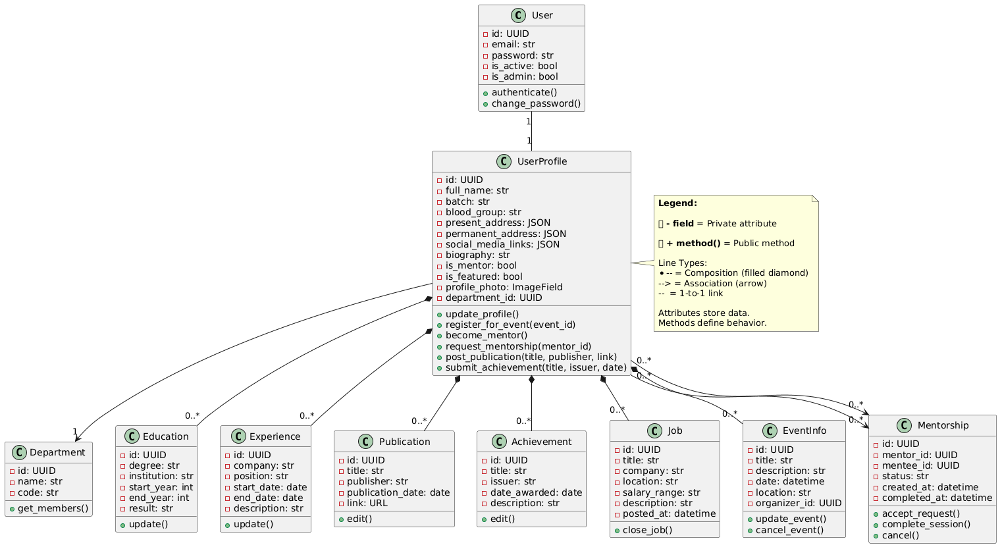 C User
id: UUID
email: str
password: str
is_active: bool
is_admin: bool
authenticate()
change_password()
1
1
C UserProfile
id: UUID
full_name: str
batch: str
blood_group: str
present_address: JSON
permanent_address: JSON
social_media_links: JSON
biography: str
is_mentor: bool
is_featured: bool
profile_photo: ImageField
department_id: UUID
update_profile()
register_for_event(event_id)
become_mentor()
request_mentorship(mentor_id)
post_publication(title, publisher, link)
submit_achievement(title, issuer, date)
Legend:
- field = Private attribute
+ method() = Public method
Line Types:
• -- = Composition (filled diamond)
--> = Association (arrow)
-- = 1-to-1 link
Attributes store data.
Methods define behavior.
0..*
0..*
1
0..*
0..*
0..*
0..*
0..*
0..*
0..*
0..*
C Department
id: UUID
name: str
code: str
get_members()
C Education
id: UUID
degree: str
institution: str
start_year: int
end_year: int
result: str
update()
C Experience
id: UUID
company: str
position: str
start_date: date
end_date: date
description: str
update()
C Publication
id: UUID
title: str
publisher: str
publication_date: date
link: URL
edit()
C Achievement
id: UUID
title: str
issuer: str
date_awarded: date
description: str
edit()
C Job
id: UUID
title: str
company: str
location: str
salary_range: str
description: str
posted_at: datetime
close_job()
C EventInfo
id: UUID
title: str
description: str
date: datetime
location: str
organizer_id: UUID
update_event()
cancel_event()
C Mentorship
id: UUID
mentor_id: UUID
mentee_id: UUID
status: str
created_at: datetime
completed_at: datetime
accept_request()
complete_session()
cancel()